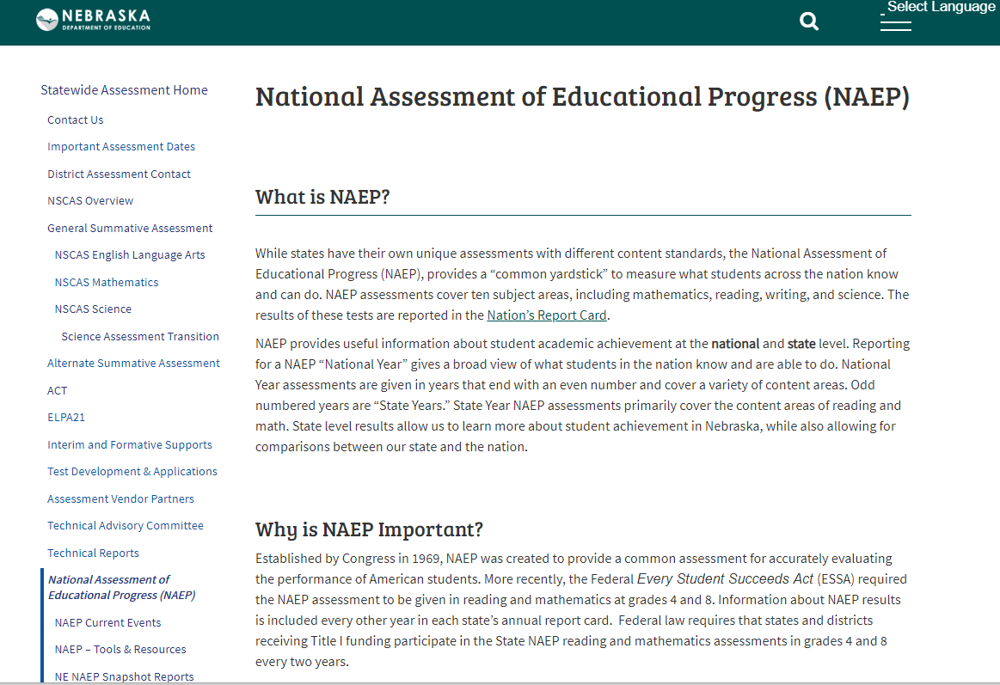 NEBRASKA
DEPARTMENT OF EDUCATION
Select Language
Statewide Assessment Home
Contact Us
Important Assessment Dates
District Assessment Contact
NSCAS Overview
General Summative Assessment
NSCAS English Language Arts
NSCAS Mathematics
NSCAS Science
Science Assessment Transition
Alternate Summative Assessment
ACT
ELPA21
Interim and Formative Supports
Test Development & Applications
Assessment Vendor Partners
Technical Advisory Committee
Technical Reports
National Assessment of
Educational Progress (NAEP)
NAEP Current Events
NAEP – Tools & Resources
NE NAEP Snapshot Reports
National Assessment of Educational Progress (NAEP)
What is NAEP?
While states have their own unique assessments with different content standards, the National Assessment of
Educational Progress (NAEP), provides a “common yardstick” to measure what students across the nation know
and can do. NAEP assessments cover ten subject areas, including mathematics, reading, writing, and science. The
results of these tests are reported in the Nation’s Report Card.
NAEP provides useful information about student academic achievement at the national and state level. Reporting
for a NAEP “National Year” gives a broad view of what students in the nation know and are able to do. National
Year assessments are given in years that end with an even number and cover a variety of content areas. Odd
numbered years are “State Years.” State Year NAEP assessments primarily cover the content areas of reading and
math. State level results allow us to learn more about student achievement in Nebraska, while also allowing for
comparisons between our state and the nation.
Why is NAEP Important?
Established by Congress in 1969, NAEP was created to provide a common assessment for accurately evaluating
the performance of American students. More recently, the Federal Every Student Succeeds Act (ESSA) required
the NAEP assessment to be given in reading and mathematics at grades 4 and 8. Information about NAEP results
is included every other year in each state’s annual report card.  Federal law requires that states and districts
receiving Title I funding participate in the State NAEP reading and mathematics assessments in grades 4 and 8
every two years.